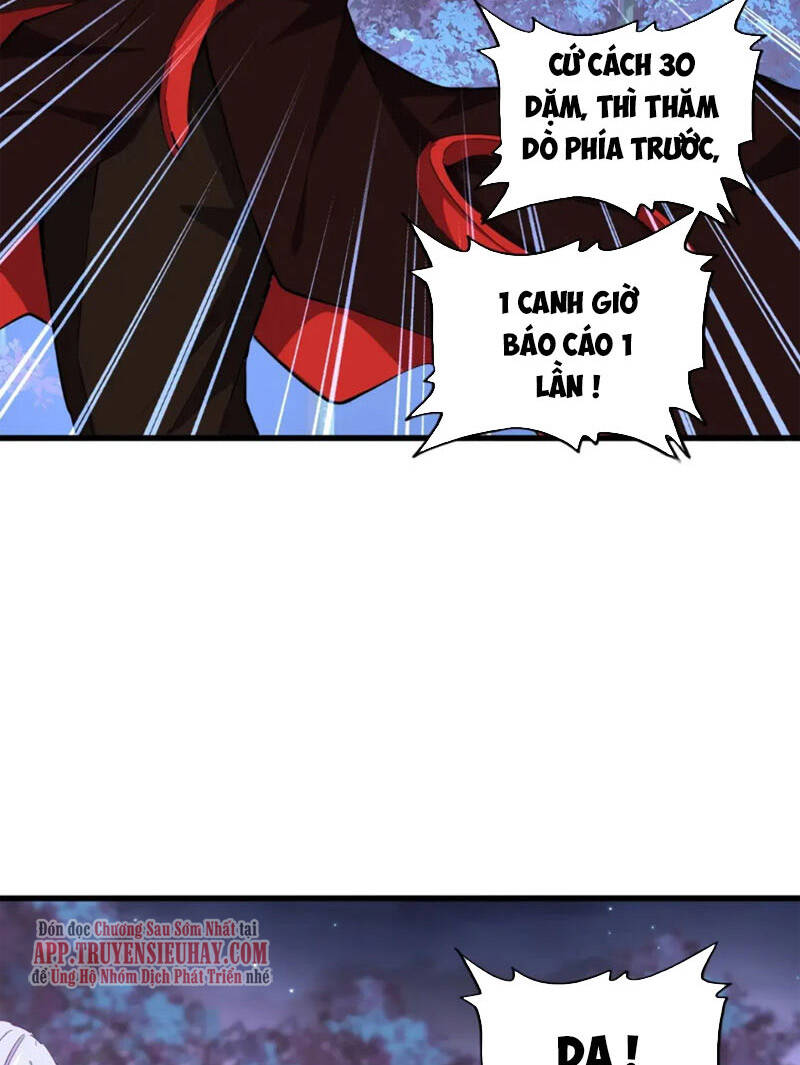 CỨ CÁCH 30
DẶM, THÌ THĂM
DÒ PHÍA TRƯỚC,
1 CANH GIỜ
BÁO CÁO 1
LẦN !
Đón đọc Chương Sau Sớm Nhất tại
APP.TRUYENSIEUHAY.COM
để Ủng Hộ Nhóm Dịch Phát Triển nhé
DẠ !